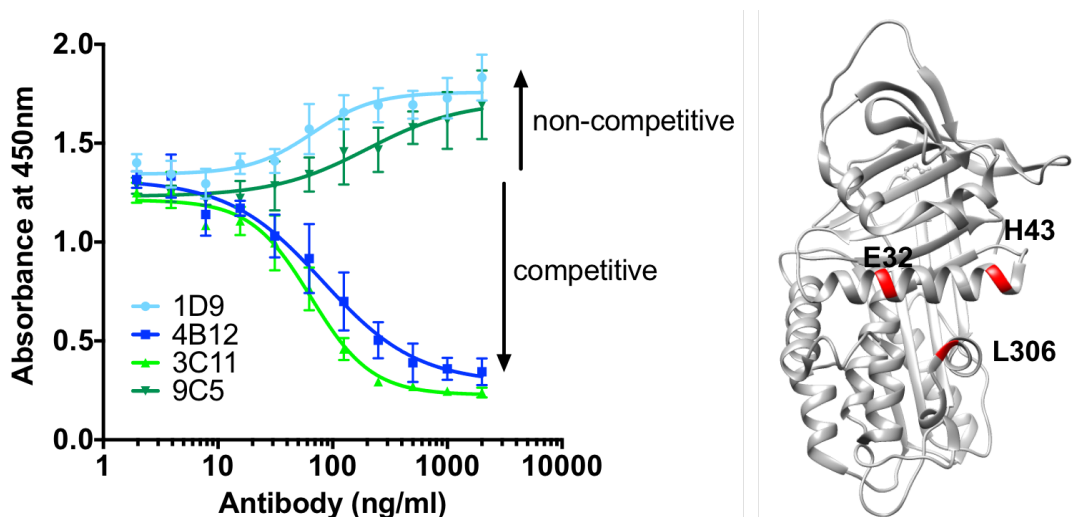 2.0
1.5
1.0
0.5
0.0
Absorbance at 450nm
1
10
100
1000
10000
Antibody (ng/ml)
1D9
4B12
3C11
9C5
non-competitive
competitive
H43
E32
L306